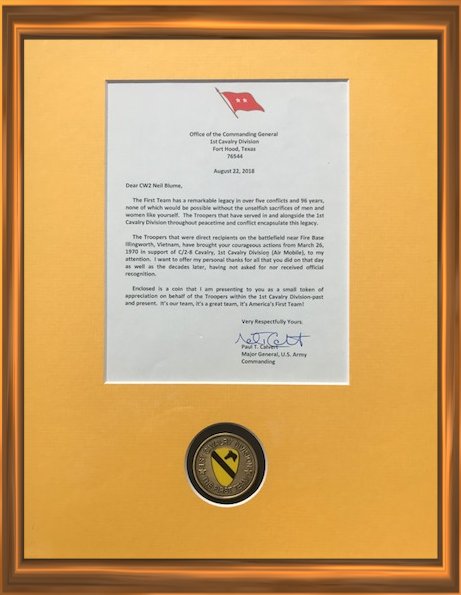 Office of the Commanding General
1st Cavalry Division
Fort Hood, Texas
76544
August 22, 2018
Dear CW2 Neil Blume,
The First Team has a remarkable legacy in over five conflicts and 96 years,
none of which would be possible without the unselfish sacrifices of men and
women like yourself. The Troopers that have served in and alongside the 1st
Cavalry Division throughout peacetime and conflict encapsulate this legacy.
The Troopers that were direct recipients on the battlefield near Fire Base
Illingworth, Vietnam, have brought your courageous actions from March 26,
1970 in support of C/2-8 Cavalry, 1st Cavalry Division (Air Mobile), to my
attention. I want to offer my personal thanks for all that you did on that day
as well as the decades later, having not asked for nor received official
recognition.
Enclosed is a coin that I am presenting to you as a small token of
appreciation on behalf of the Troopers within the 1st Cavalry Division-past
and present. It's our team, it's a great team, it's America's First Team!
Very Respectfully Yours,
Paul T. Calvert
Major General, U.S. Army
Commanding
1ST CAVALRY DIVISION
THE FIRST TEAM